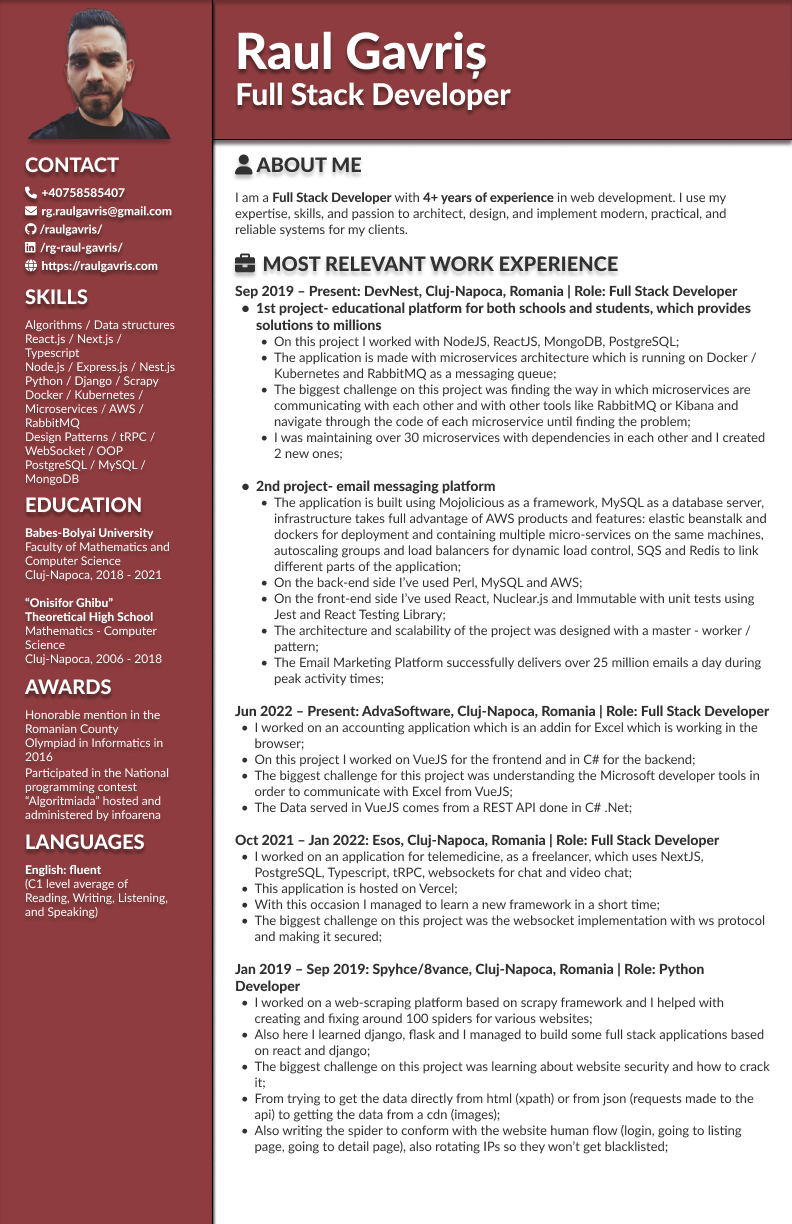 Raul Gavriș
Full Stack Developer
CONTACT
+40758585407
rg.raulgavris@gmail.com
/raulgavris/
/rg-raul-gavris/
https://raulgavris.com
SKILLS
Algorithms / Data structures
React.js / Next.js /
Typescript
Node.js / Express.js / Nest.js
Python / Django / Scrapy
Docker / Kubernetes /
Microservices / AWS /
RabbitMQ
Design Patterns / tRPC /
WebSocket / OOP
PostgreSQL / MySQL /
MongoDB
EDUCATION
Babes-Bolyai University
Faculty of Mathematics and
Computer Science
Cluj-Napoca, 2018 - 2021
“Onisifor Ghibu”
Theoretical High School
Mathematics - Computer
Science
Cluj-Napoca, 2006 - 2018
AWARDS
Honorable mention in the
Romanian County
Olympiad in Informatics in
2016
Participated in the National
programming contest
“Algoritmiada” hosted and
administered by infoarena
LANGUAGES
English: fluent
(C1 level average of
Reading, Writing, Listening,
and Speaking)
ABOUT ME
I am a Full Stack Developer with 4+ years of experience in web development. I use my
expertise, skills, and passion to architect, design, and implement modern, practical, and
reliable systems for my clients.
MOST RELEVANT WORK EXPERIENCE
Sep 2019 – Present: DevNest, Cluj-Napoca, Romania | Role: Full Stack Developer
• 1st project- educational platform for both schools and students, which provides
solutions to millions
• On this project I worked with NodeJS, ReactJS, MongoDB, PostgreSQL;
• The application is made with microservices architecture which is running on Docker /
Kubernetes and RabbitMQ as a messaging queue;
• The biggest challenge on this project was finding the way in which microservices are
communicating with each other and with other tools like RabbitMQ or Kibana and
navigate through the code of each microservice until finding the problem;
• I was maintaining over 30 microservices with dependencies in each other and I created
2 new ones;
• 2nd project- email messaging platform
• The application is built using Mojolicious as a framework, MySQL as a database server,
infrastructure takes full advantage of AWS products and features: elastic beanstalk and
dockers for deployment and containing multiple micro-services on the same machines,
autoscaling groups and load balancers for dynamic load control, SQS and Redis to link
different parts of the application;
• On the back-end side I’ve used Perl, MySQL and AWS;
• On the front-end side I’ve used React, Nuclear.js and Immutable with unit tests using
Jest and React Testing Library;
• The architecture and scalability of the project was designed with a master - worker /
pattern;
• The Email Marketing Platform successfully delivers over 25 million emails a day during
peak activity times;
Jun 2022 – Present: AdvaSoftware, Cluj-Napoca, Romania | Role: Full Stack Developer
• I worked on an accounting application which is an addin for Excel which is working in the
browser;
• On this project I worked on VueJS for the frontend and in C# for the backend;
• The biggest challenge for this project was understanding the Microsoft developer tools in
order to communicate with Excel from VueJS;
• The Data served in VueJS comes from a REST API done in C# .Net;
Oct 2021 – Jan 2022: Esos, Cluj-Napoca, Romania | Role: Full Stack Developer
• I worked on an application for telemedicine, as a freelancer, which uses NextJS,
PostgreSQL, Typescript, tRPC, websockets for chat and video chat;
• This application is hosted on Vercel;
• With this occasion I managed to learn a new framework in a short time;
• The biggest challenge on this project was the websocket implementation with ws protocol
and making it secured;
Jan 2019 – Sep 2019: Spyhce/8vance, Cluj-Napoca, Romania | Role: Python
Developer
• I worked on a web-scraping platform based on scrapy framework and I helped with
creating and fixing around 100 spiders for various websites;
• Also here I learned django, flask and I managed to build some full stack applications based
on react and django;
• The biggest challenge on this project was learning about website security and how to crack
it;
• From trying to get the data directly from html (xpath) or from json (requests made to the
api) to getting the data from a cdn (images);
• Also writing the spider to conform with the website human flow (login, going to listing
page, going to detail page), also rotating IPs so they won’t get blacklisted;